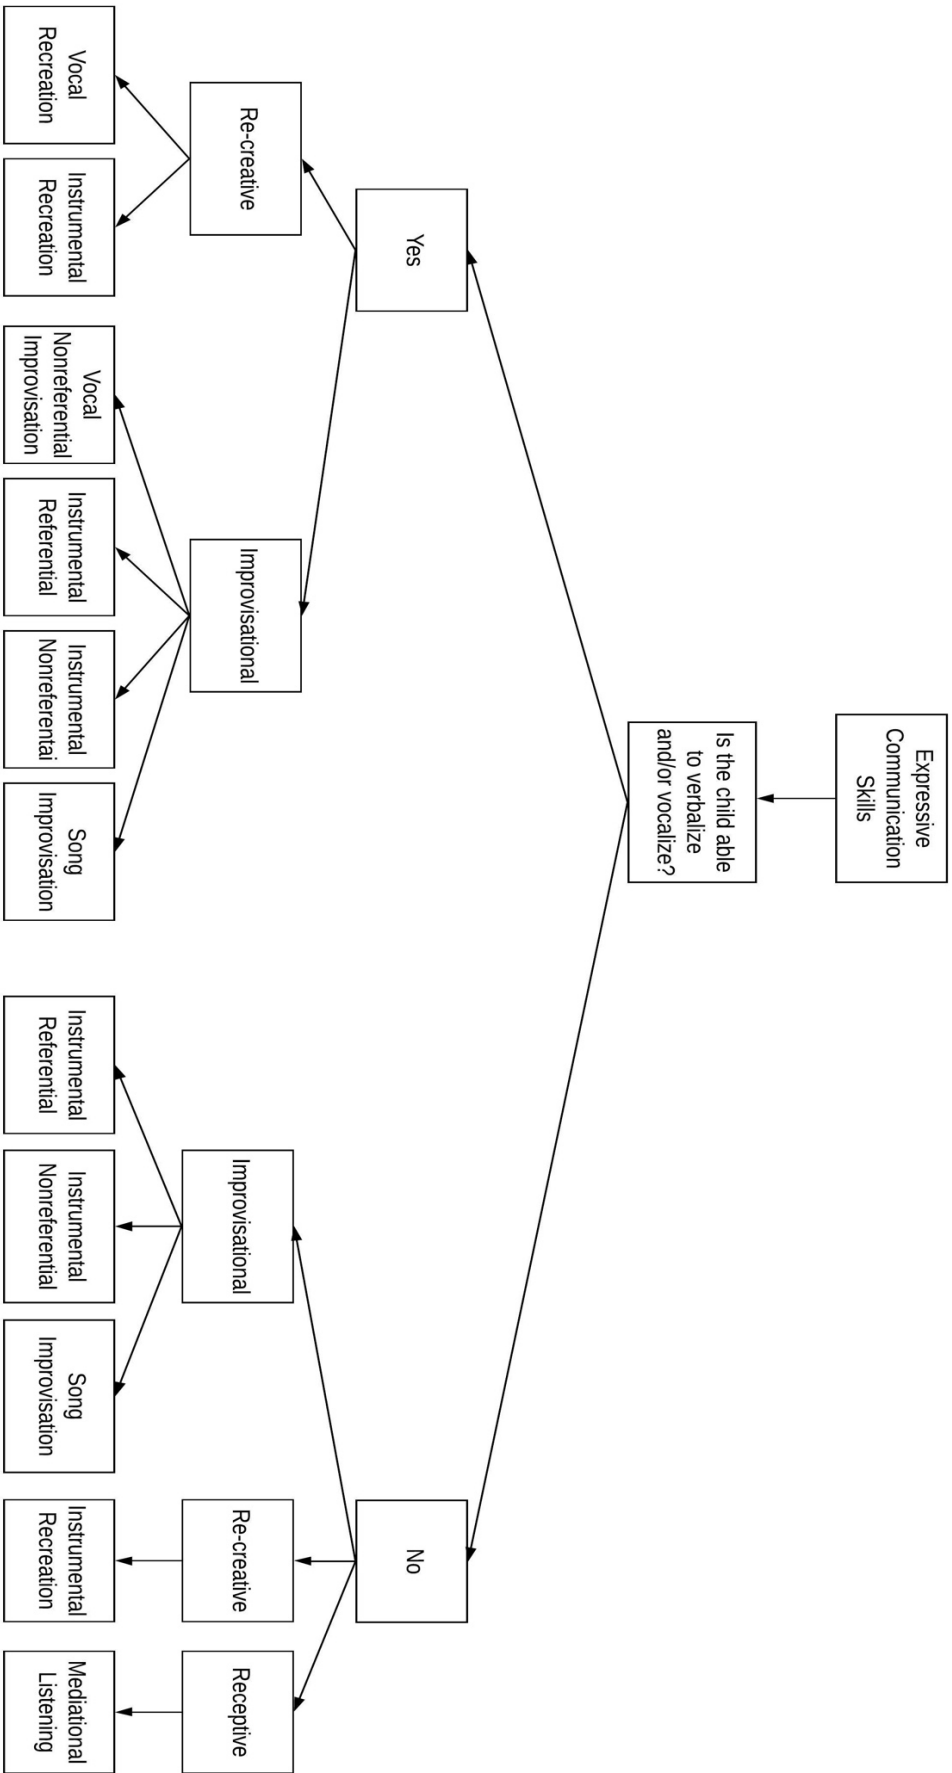 Expressive
Communication
Skills
Is the child able
to verbalize
and/or vocalize?
Yes
No
Re-creative
Improvisational
Improvisational
Re-creative
Receptive
Vocal
Recreation
Instrumental
Recreation
Vocal
Nonreferential
Improvisation
Instrumental
Referential
Instrumental
Nonreferentai
Song
Improvisation
Instrumental
Referential
Instrumental
Nonreferential
Song
Improvisation
Instrumental
Recreation
Mediational
Listening